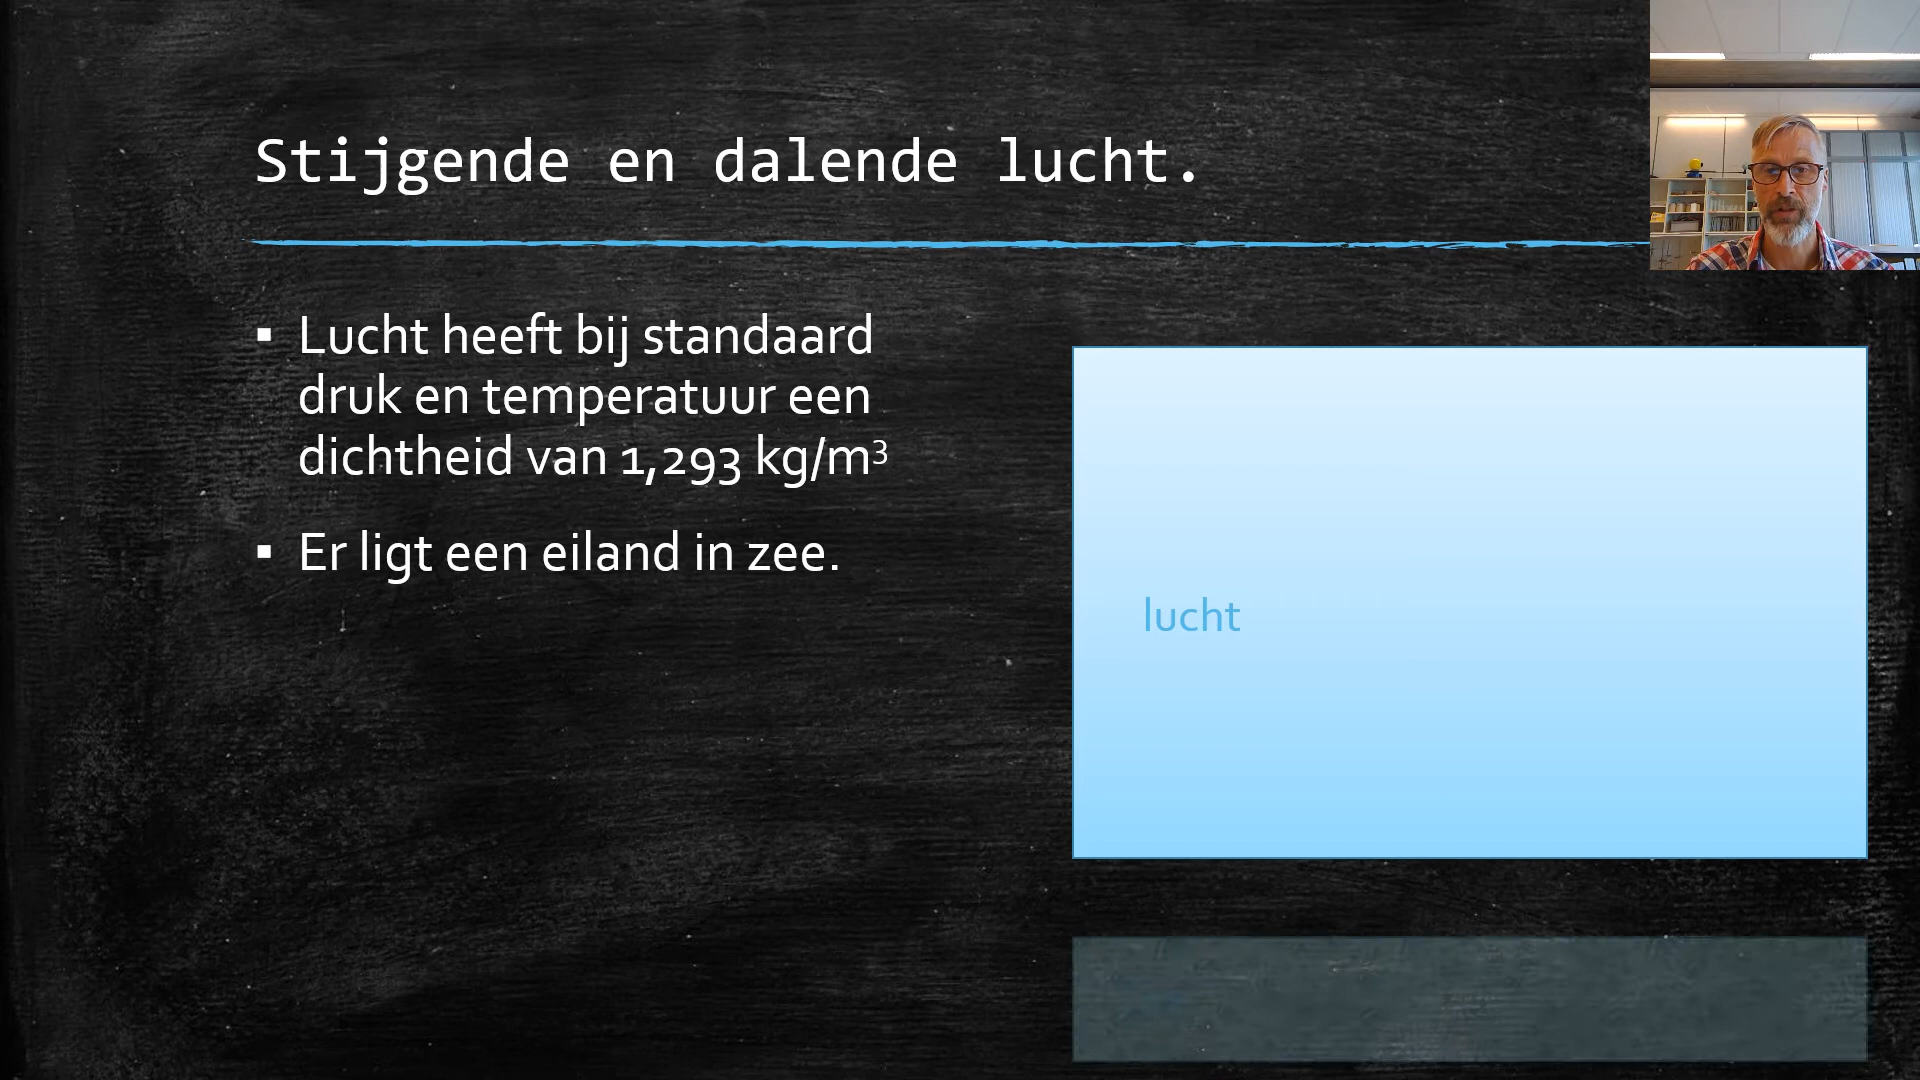 Stijgende en dalende lucht.
▪ Lucht heeft bij standaard
druk en temperatuur een
dichtheid van 1,293 kg/m³
▪ Er ligt een eiland in zee.
lucht